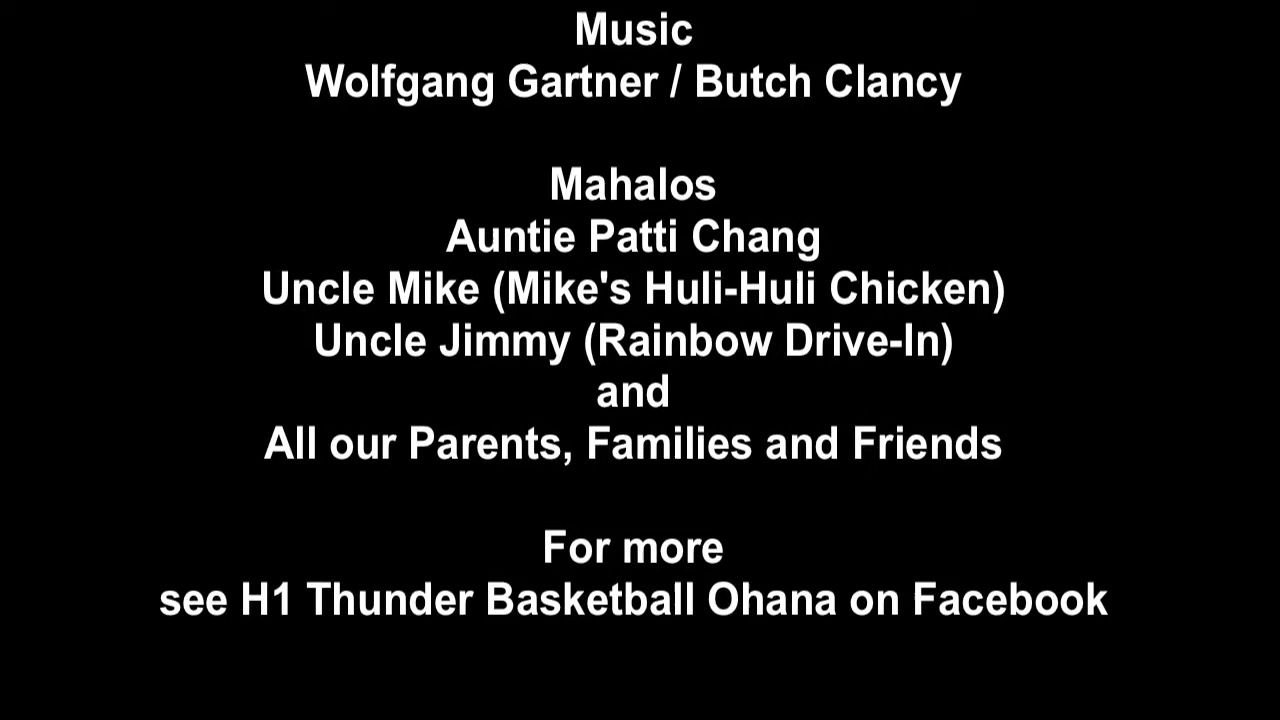 Music
Wolfgang Gartner / Butch Clancy
Mahalos
Auntie Patti Chang
Uncle Mike (Mike's Huli-Huli Chicken)
Uncle Jimmy (Rainbow Drive-In)
and
All our Parents, Families and Friends
For more
see H1 Thunder Basketball Ohana on Facebook